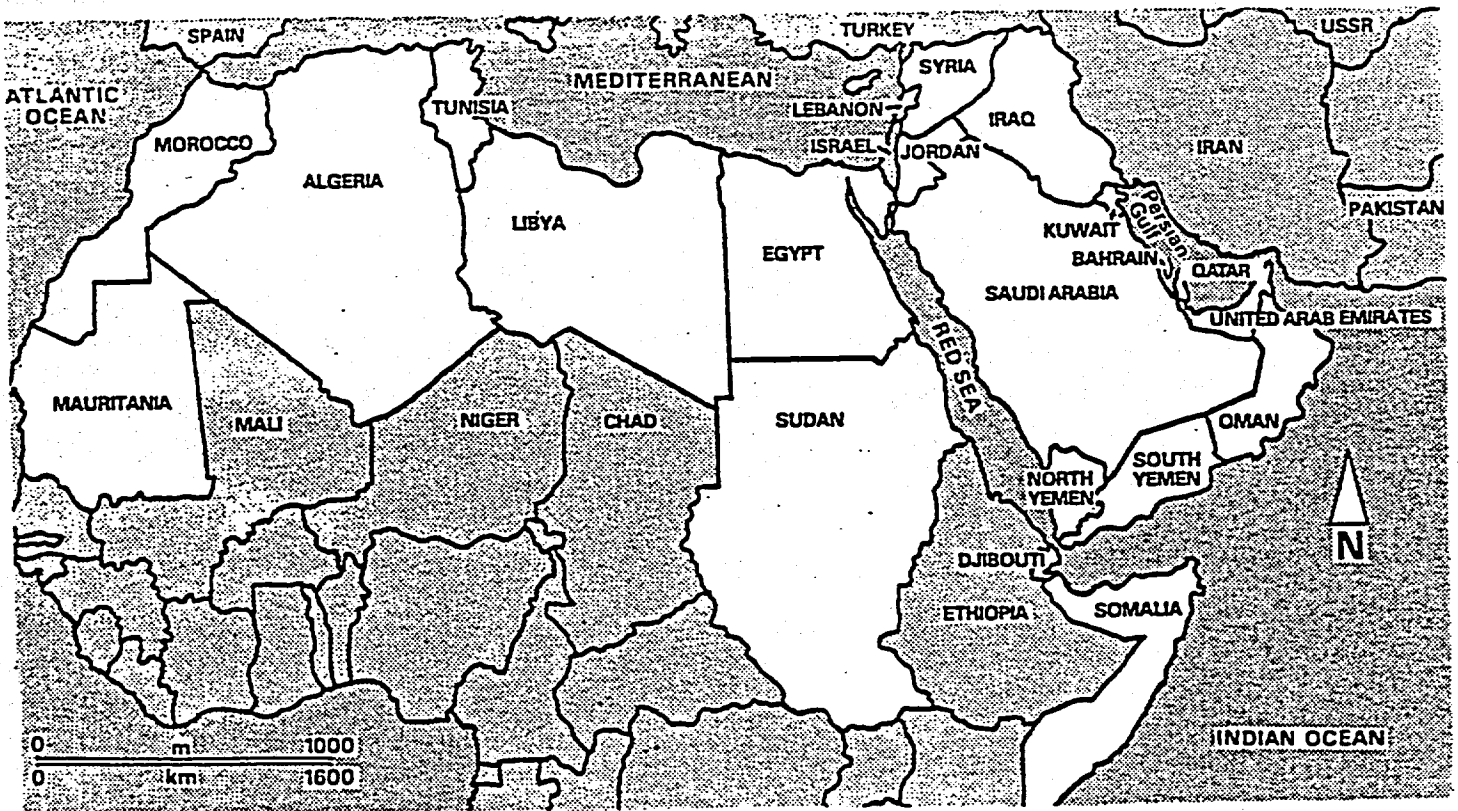 SPAIN
TURKEY
USSR
SYRIA
MEDITERRANEAN
ATLANTIC
OCEAN
TUNISIA
LEBANON
IRAQ
MOROCCO
ISRAEL
JORDAN
IRAN
ALGERIA
PAKISTAN
LIBYA
KUWAIT
Persian
Gulf
EGYPT
BAHRAIN
QATAR
SAUDI ARABIA
UNITED ARAB EMIRATES
RED SEA
MAURITANIA
MALI
NIGER
CHAD
SUDAN
OMAN
NORTH
YEMEN
SOUTH
YEMEN
N
DJIBOUTI
ETHIOPIA
SOMALIA
INDIAN OCEAN
0 m 1000
0 km 1600